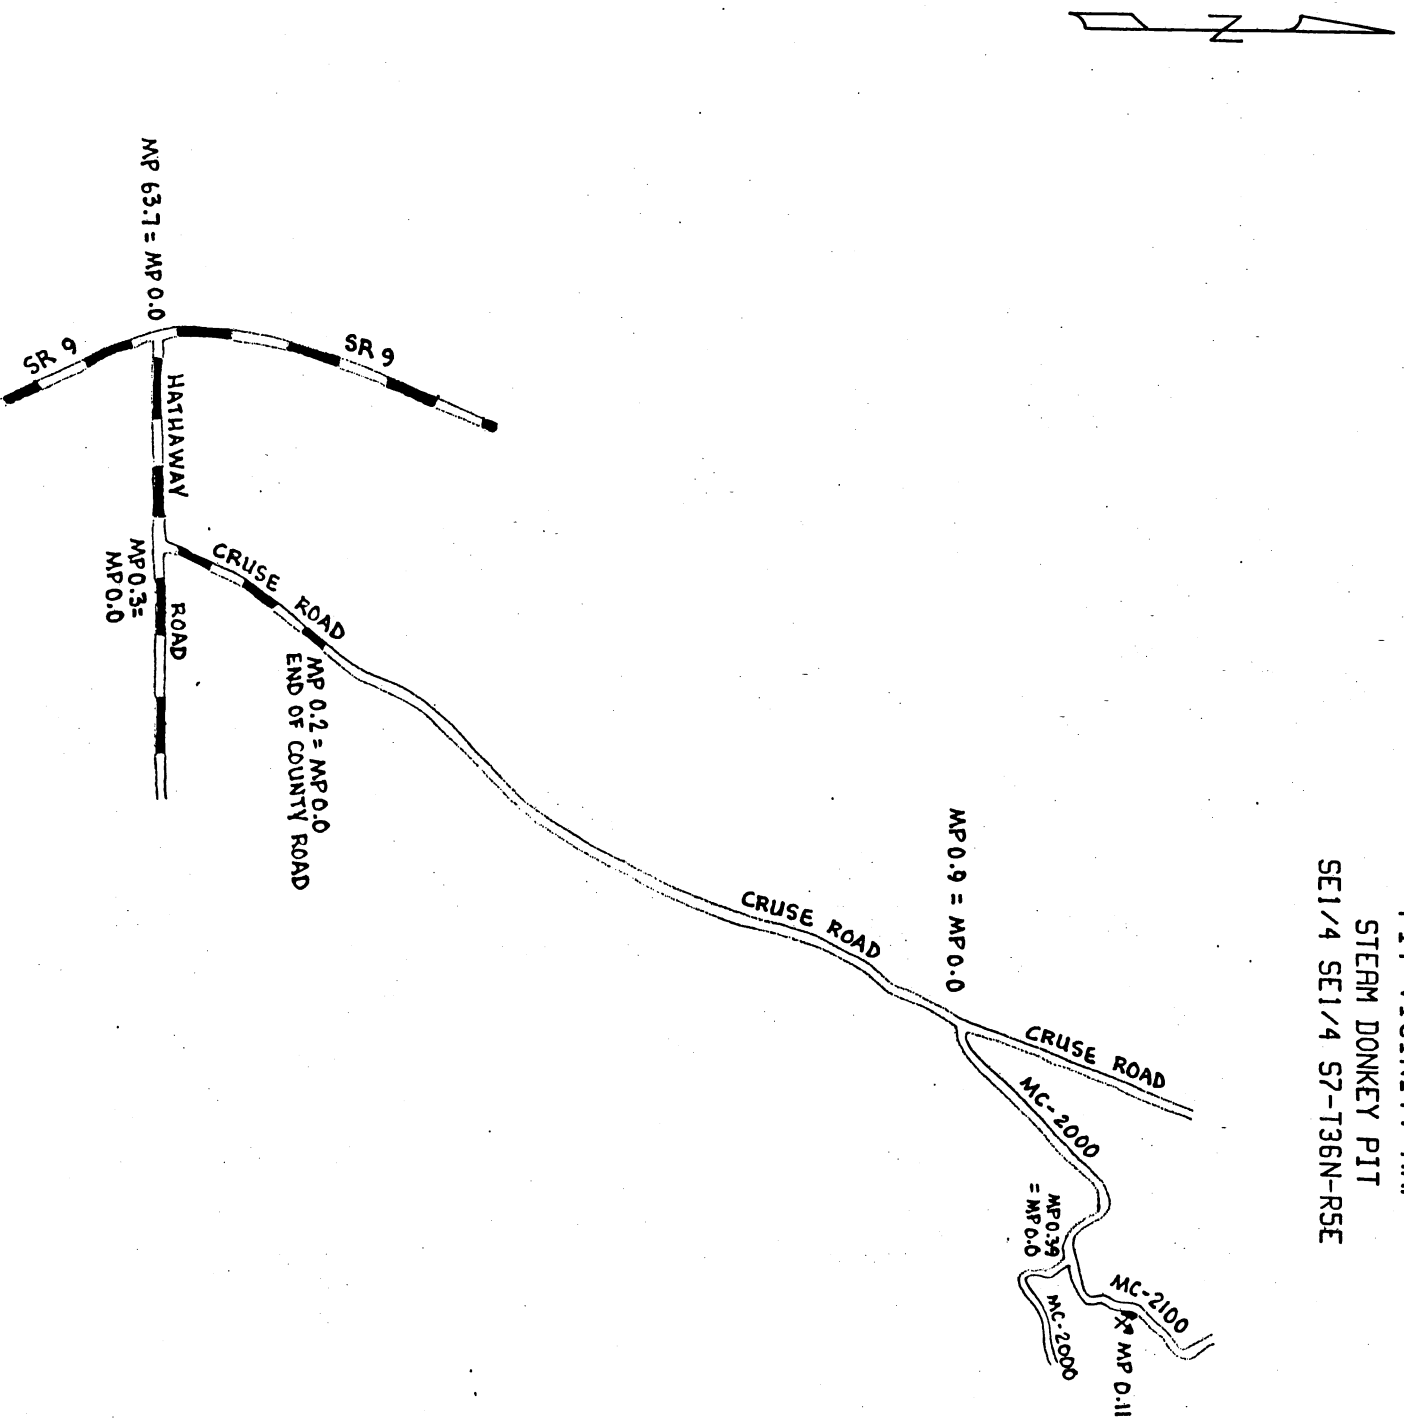 STEAM DONKEY PIT
SE1/4 SE1/4 S7-T36N-R5E
N
MP 63.7 = MP 0.0
SR 9
SR 9
HATHAWAY
ROAD
MP 0.3=
MP 0.0
CRUSE ROAD
MP 0.2 = MP 0.0
END OF COUNTY ROAD
CRUSE ROAD
MP 0.9 = MP 0.0
CRUSE ROAD
MC-2000
MP 0.39
= MP 0.0
MC-2000
MC-2100
X MP 0.11